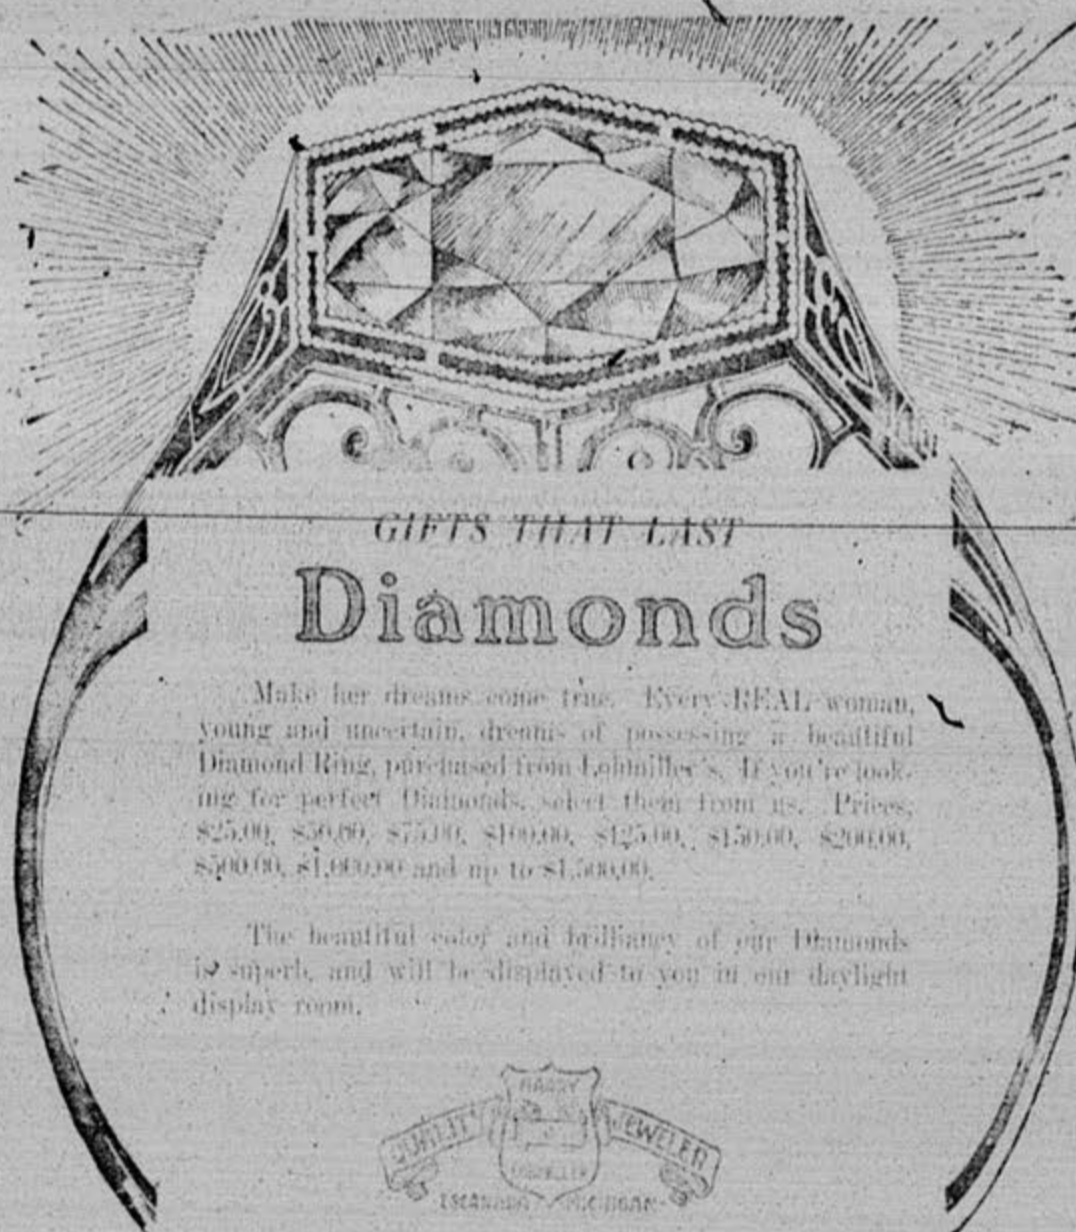 GIFTS THAT LAST
Diamonds
Make her dreams come true. Every REAL woman,
young and uncertain, dreams of possessing a beautiful
Diamond Ring, purchased from Lohmiller's. If you're look-
ing for perfect Diamonds, select them from us. Prices,
$25.00, $50.00, $75.00, $100.00, $125.00, $150.00, $200.00,
$500.00, $1,000.00 and up to $1,500.00.
The beautiful color and brilliancy of our Diamonds
is superb, and will be displayed to you in our daylight
display room.
HARRY
QUALITY JEWELER
LOHMILLER
ESCANABA MICHIGAN